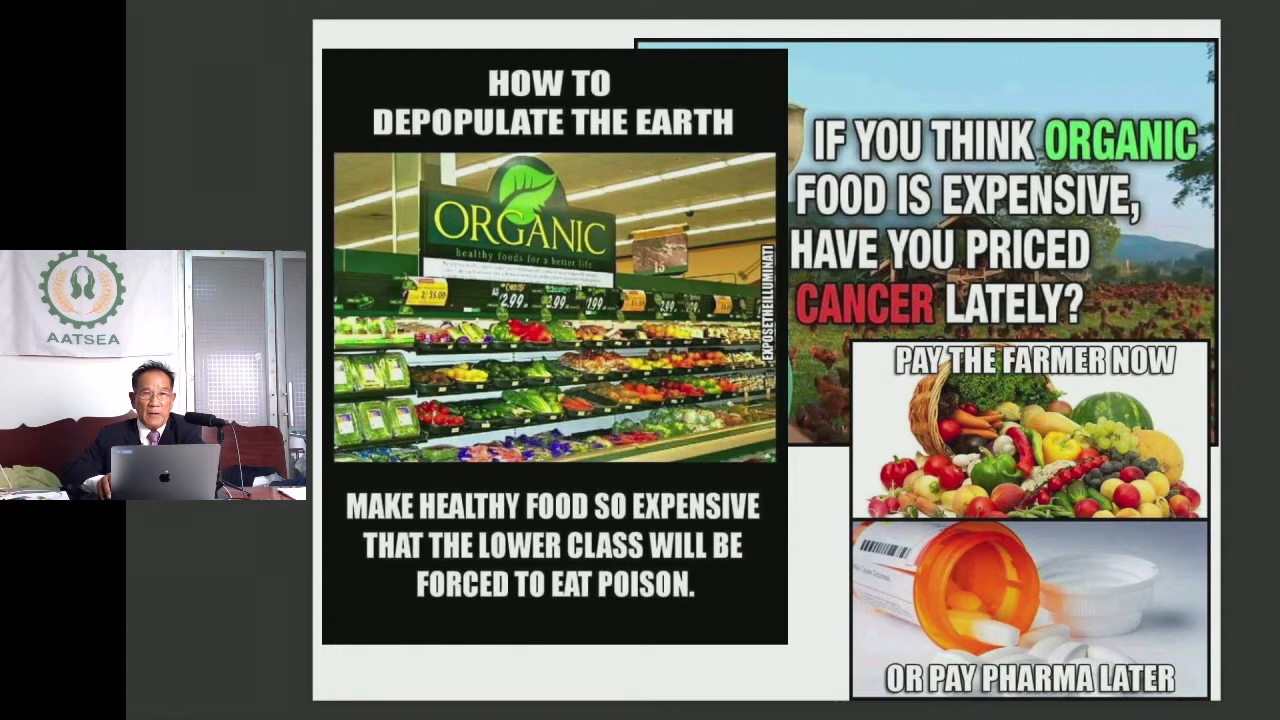 HOW TO
DEPOPULATE THE EARTH
ORGANIC
healthy foods for a better life
EXPOSETHEILLUMINATI
MAKE HEALTHY FOOD SO EXPENSIVE
THAT THE LOWER CLASS WILL BE
FORCED TO EAT POISON.
IF YOU THINK ORGANIC
FOOD IS EXPENSIVE,
HAVE YOU PRICED
CANCER LATELY?
PAY THE FARMER NOW
OR PAY PHARMA LATER
AATSEA